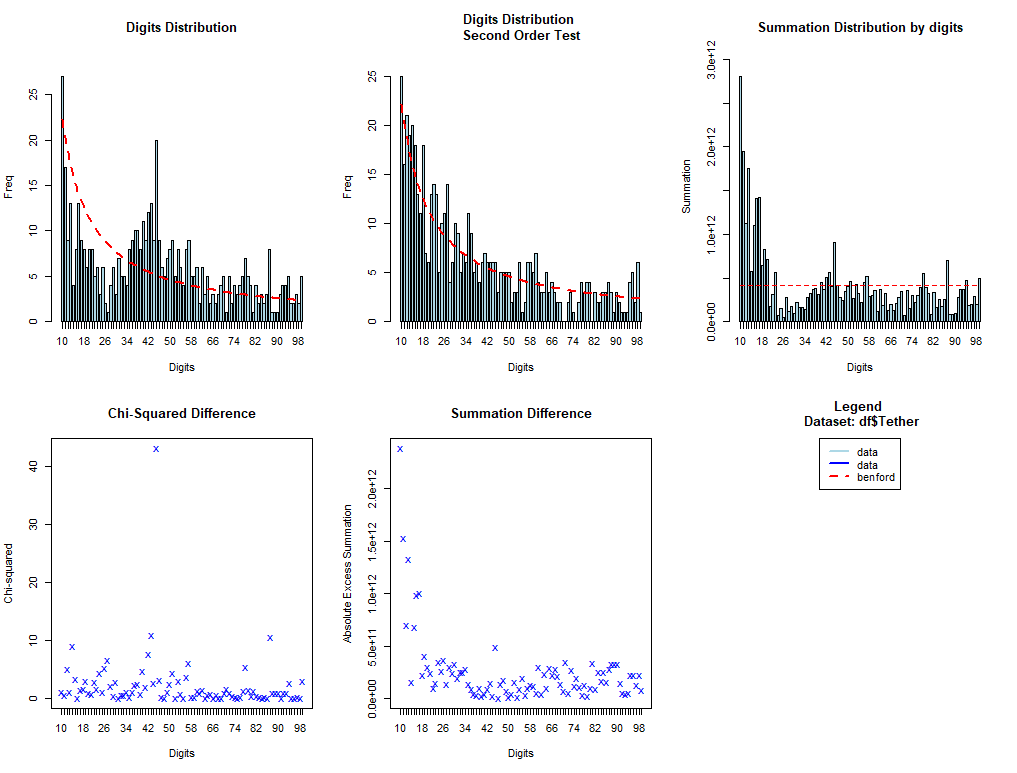 Digits Distribution
Freq
0 5 10 15 20 25
10 18 26 34 42 50 58 66 74 82 90 98
Digits
Digits Distribution
Second Order Test
Freq
0 5 10 15 20 25
10 18 26 34 42 50 58 66 74 82 90 98
Digits
Summation Distribution by digits
Summation
0.0e+00 1.0e+12 2.0e+12 3.0e+12
10 18 26 34 42 50 58 66 74 82 90 98
Digits
Chi-Squared Difference
Chi-squared
0 10 20 30 40
10 18 26 34 42 50 58 66 74 82 90 98
Digits
Summation Difference
Absolute Excess Summation
0.0e+00 5.0e+11 1.0e+12 1.5e+12 2.0e+12
10 18 26 34 42 50 58 66 74 82 90 98
Digits
Legend
Dataset: df$Tether
data
data
benford